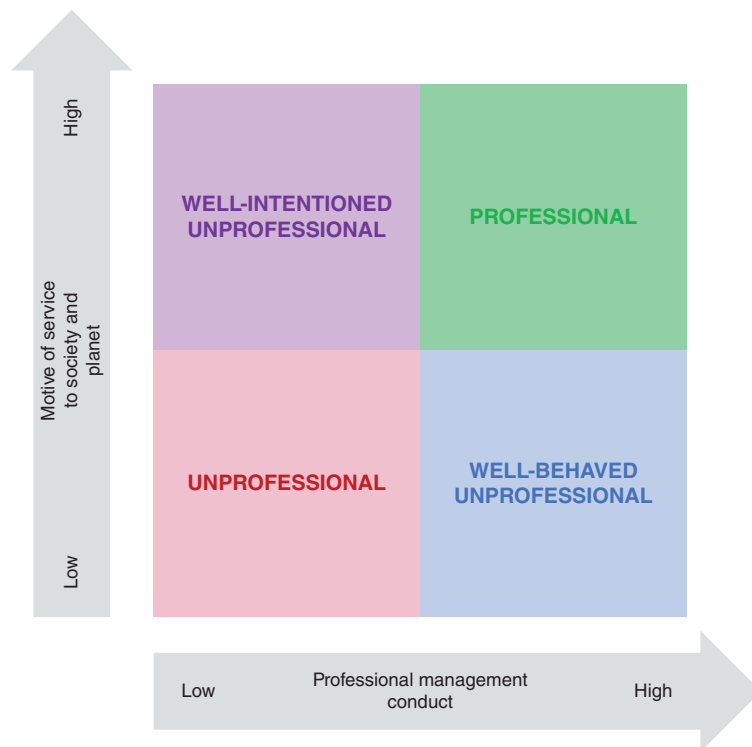 High
WELL-INTENTIONED
UNPROFESSIONAL
PROFESSIONAL
Motive of service
to society and
planet
UNPROFESSIONAL
WELL-BEHAVED
UNPROFESSIONAL
Low
Low
Professional management
conduct
High